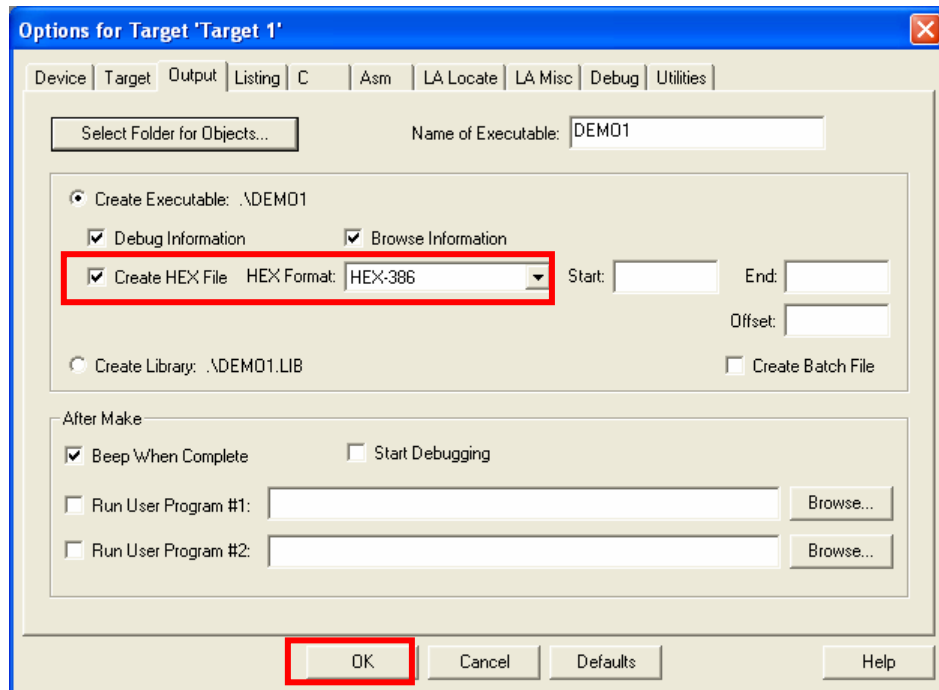 Options for Target 'Target 1'
Device Target Output Listing C Asm LA Locate LA Misc Debug Utilities
Select Folder for Objects... Name of Executable: DEMO1
Create Executable: .\DEMO1
Debug Information Browse Information
Create HEX File HEX Format: HEX-386 Start: End:
Offset:
Create Library: .\DEMO1.LIB Create Batch File
After Make
Beep When Complete Start Debugging
Run User Program #1: Browse...
Run User Program #2: Browse...
OK Cancel Defaults Help